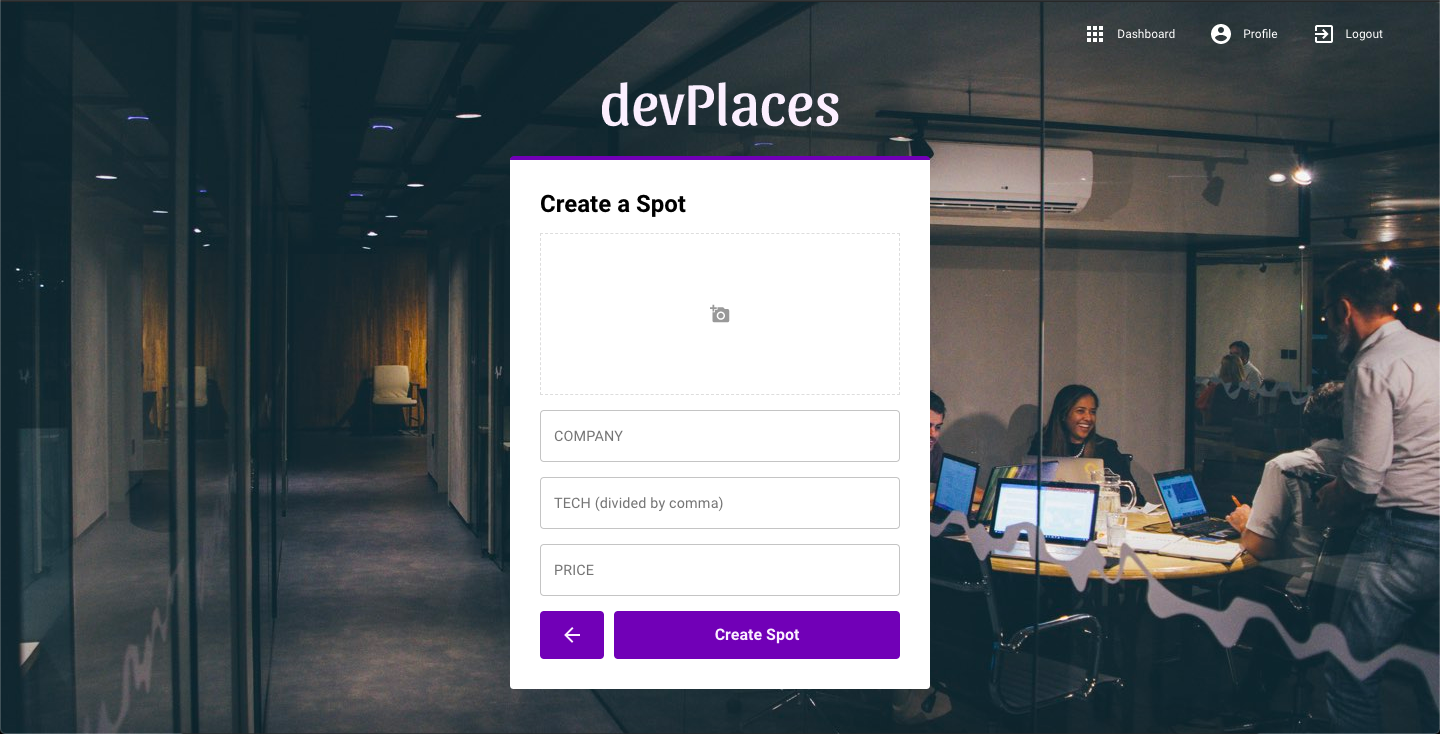 Dashboard
Profile
Logout
devPlaces
Create a Spot
COMPANY
TECH (divided by comma)
PRICE
Create Spot